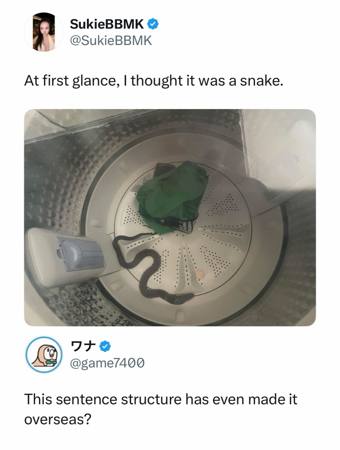 SukieBBMK
@SukieBBMK
At first glance, I thought it was a snake.
ワナ
@game7400
This sentence structure has even made it
overseas?